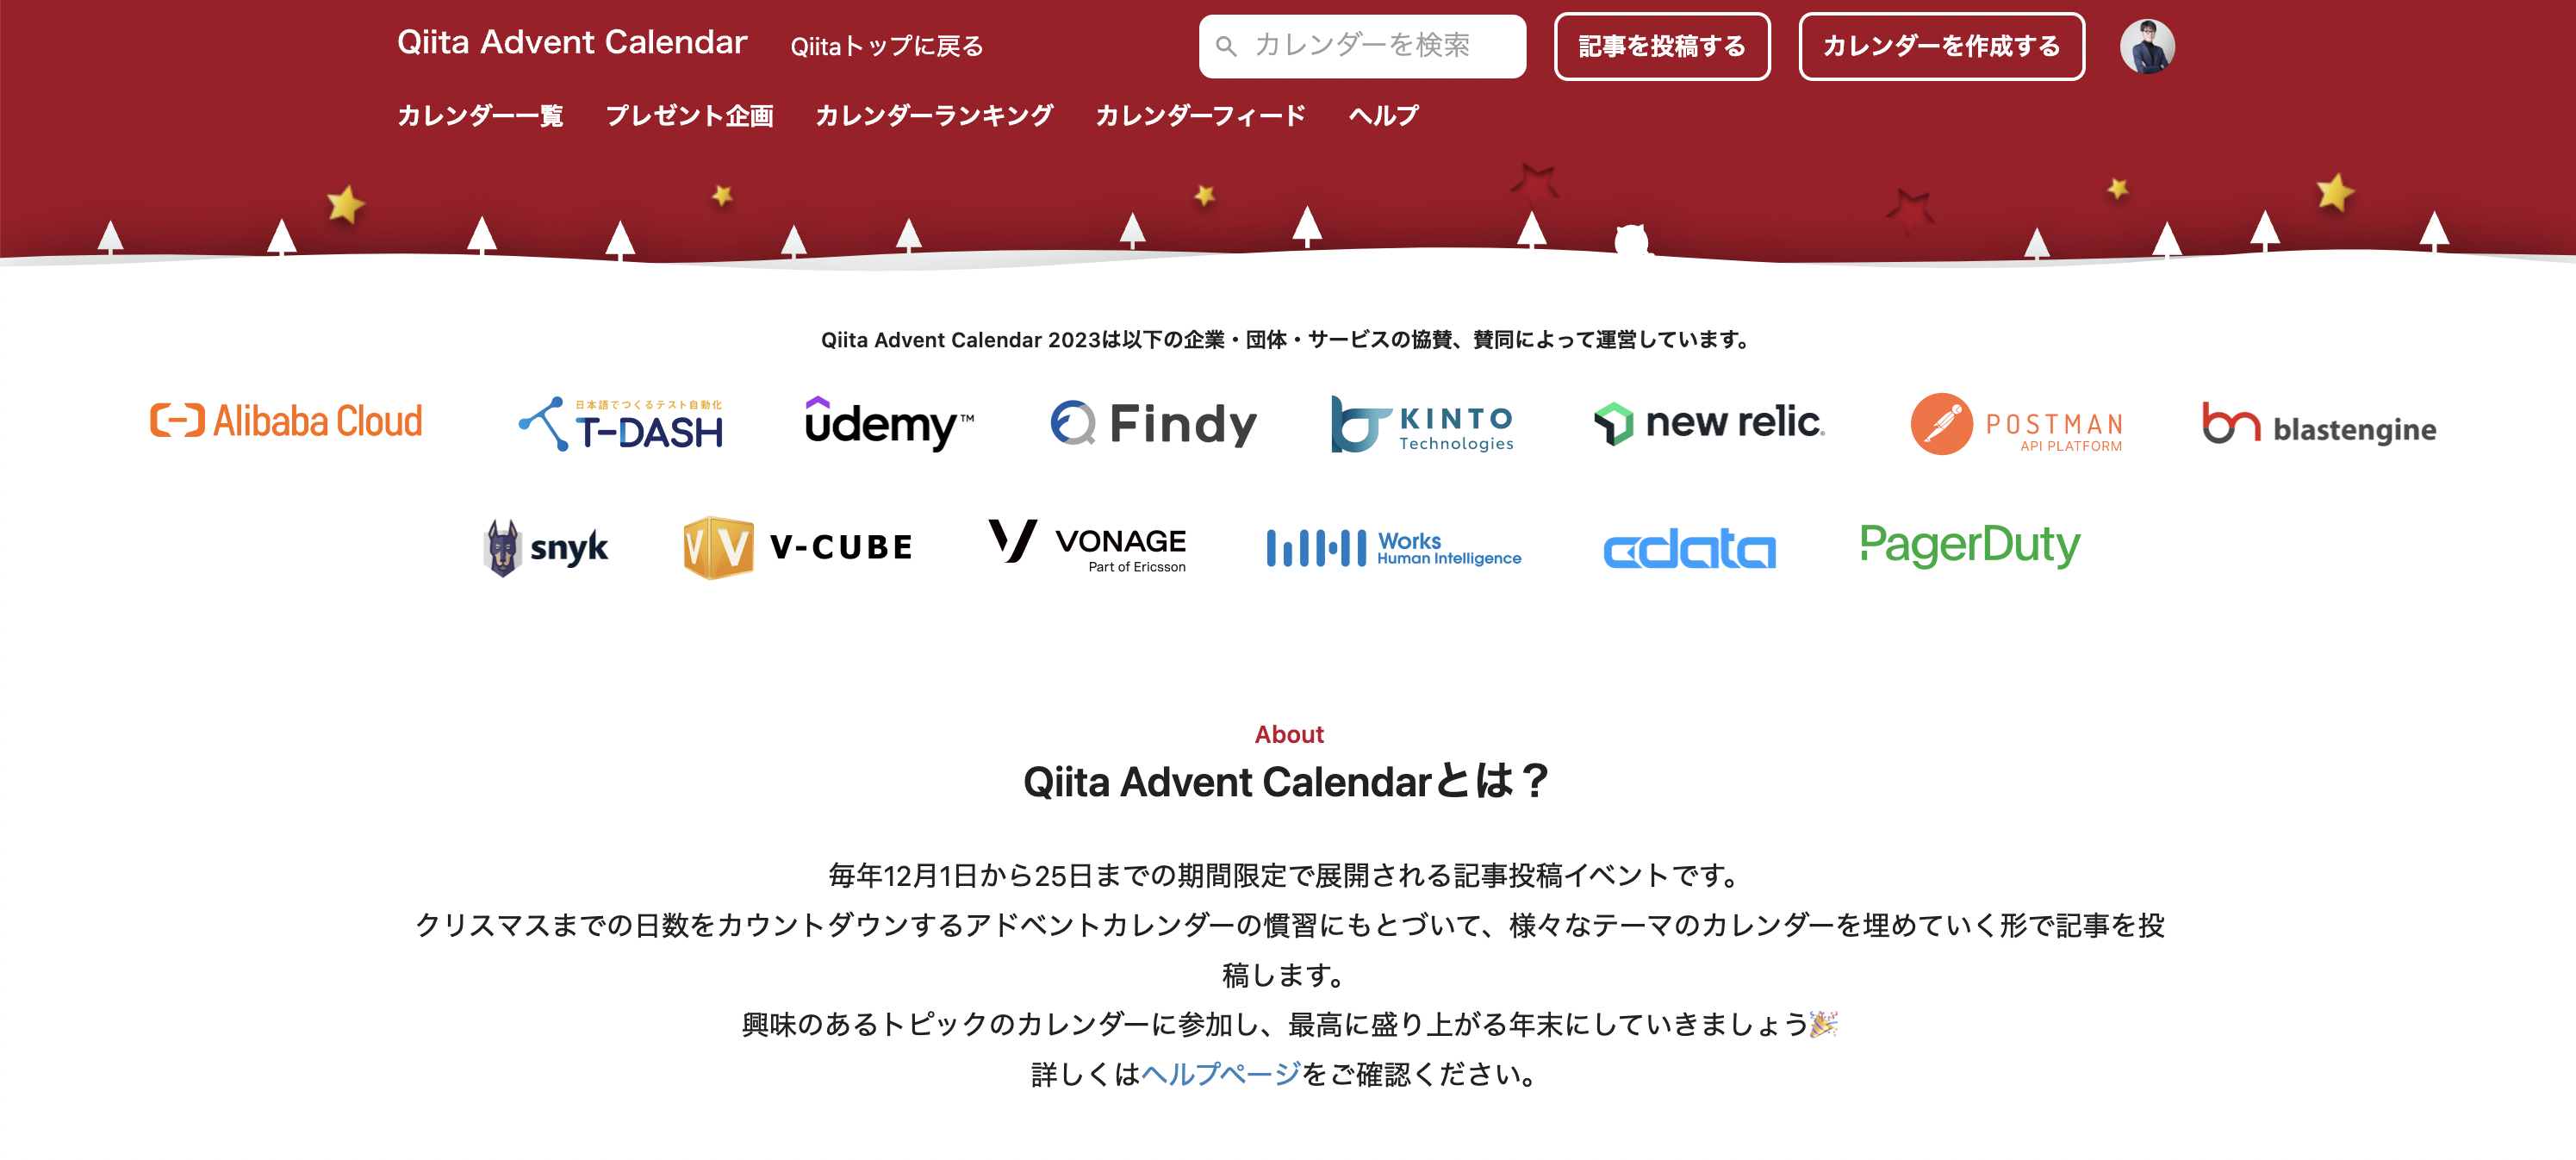 Qiita Advent Calendar
Qiitaトップに戻る
カレンダーを検索
記事を投稿する
カレンダーを作成する
カレンダー一覧
プレゼント企画
カレンダーランキング
カレンダーフィード
ヘルプ
Qiita Advent Calendar 2023は以下の企業・団体・サービスの協賛、賛同によって運営しています。
Alibaba Cloud
日本語でつくるテスト自動化
T-DASH
udemy™
Findy
KINTO
Technologies
new relic®
POSTMAN
API PLATFORM
blastengine
snyk
V-CUBE
VONAGE
Part of Ericsson
Works
Human Intelligence
cdata
PagerDuty
About
Qiita Advent Calendarとは？
毎年12月1日から25日までの期間限定で展開される記事投稿イベントです。
クリスマスまでの日数をカウントダウンするアドベントカレンダーの慣習にもとづいて、様々なテーマのカレンダーを埋めていく形で記事を投
稿します。
興味のあるトピックのカレンダーに参加し、最高に盛り上がる年末にしていきましょう🎉
詳しくはヘルプページをご確認ください。